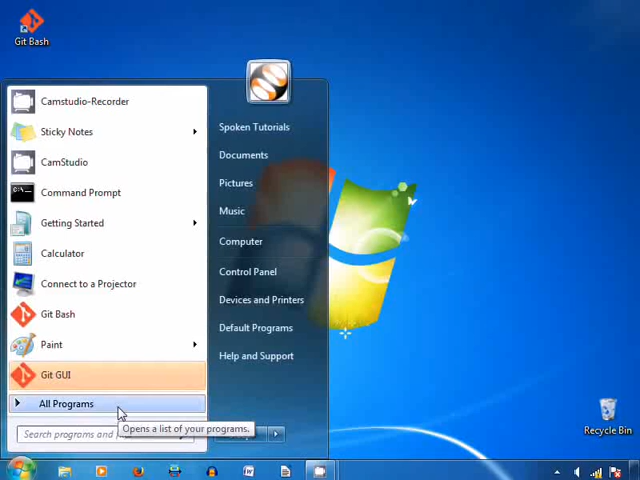 Git Bash
Camstudio-Recorder
Sticky Notes
CamStudio
Command Prompt
Getting Started
Calculator
Connect to a Projector
Git Bash
Paint
Git GUI
All Programs
Opens a list of your programs.
Search programs and
Spoken Tutorials
Documents
Pictures
Music
Computer
Control Panel
Devices and Printers
Default Programs
Help and Support
Recycle Bin